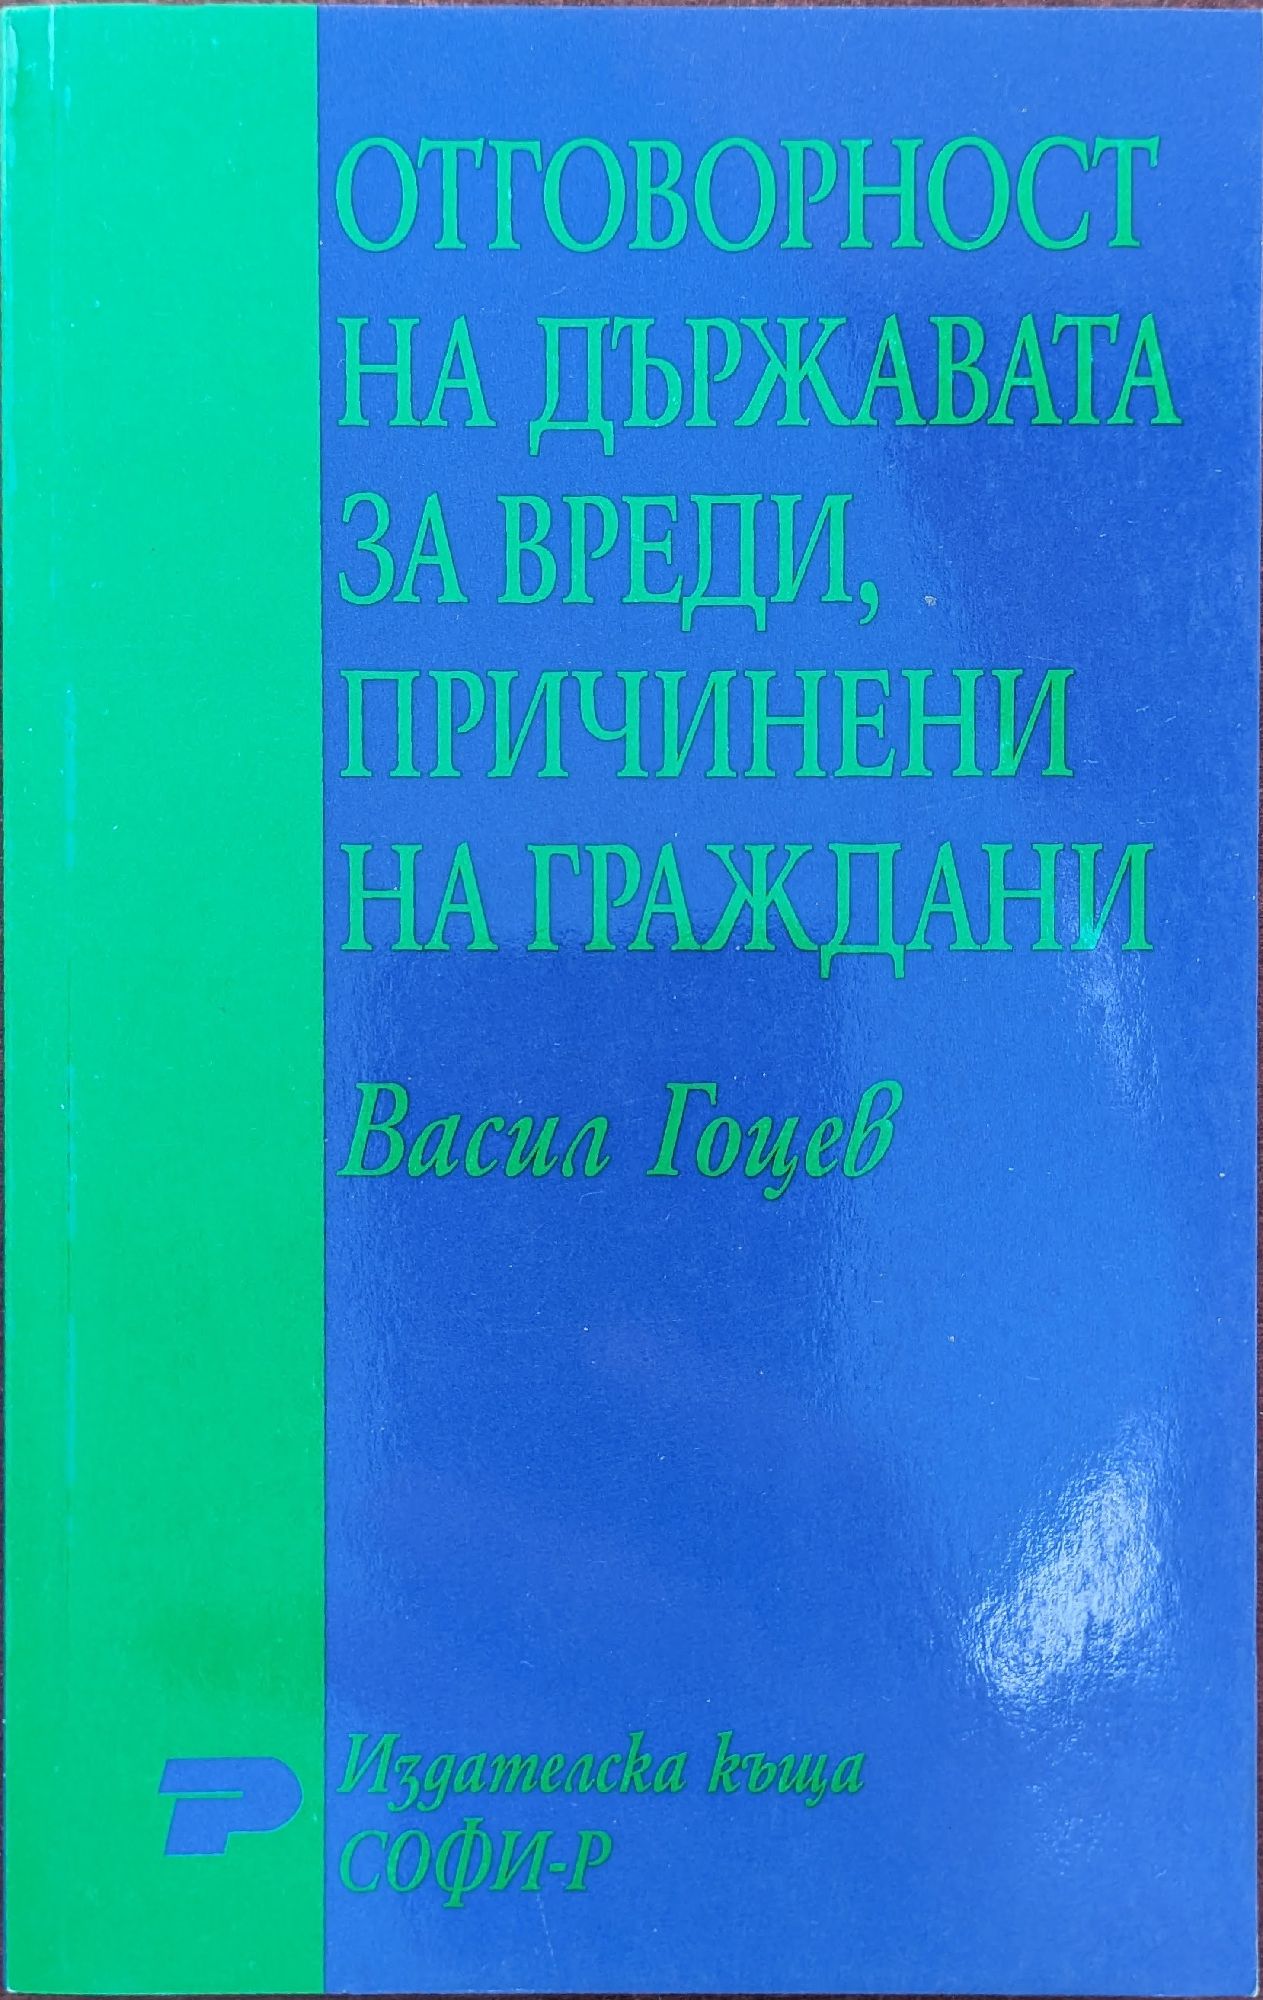 ОТГОВОРНОСТ
НА ДЪРЖАВАТА
ЗА ВРЕДИ,
ПРИЧИНЕНИ
НА ГРАЖДАНИ
Васил Гоцев
Издателска къща
СОФИ-Р